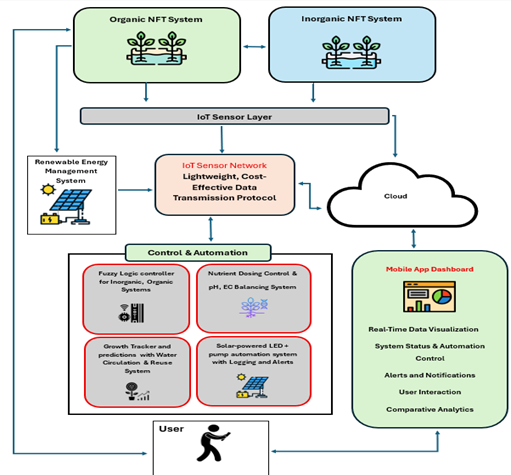 Organic NFT System
Inorganic NFT System
IoT Sensor Layer
Renewable Energy
Management
System
IoT Sensor Network
Lightweight, Cost-
Effective Data
Transmission Protocol
Cloud
Control & Automation
Fuzzy Logic controller
for Inorganic, Organic
Systems
Nutrient Dosing Control &
pH, EC Balancing System
Growth Tracker and
predictions with Water
Circulation & Reuse
System
Solar-powered LED +
pump automation system
with Logging and Alerts
Mobile App Dashboard
Real-Time Data Visualization
System Status & Automation
Control
Alerts and Notifications
User Interaction
Comparative Analytics
User